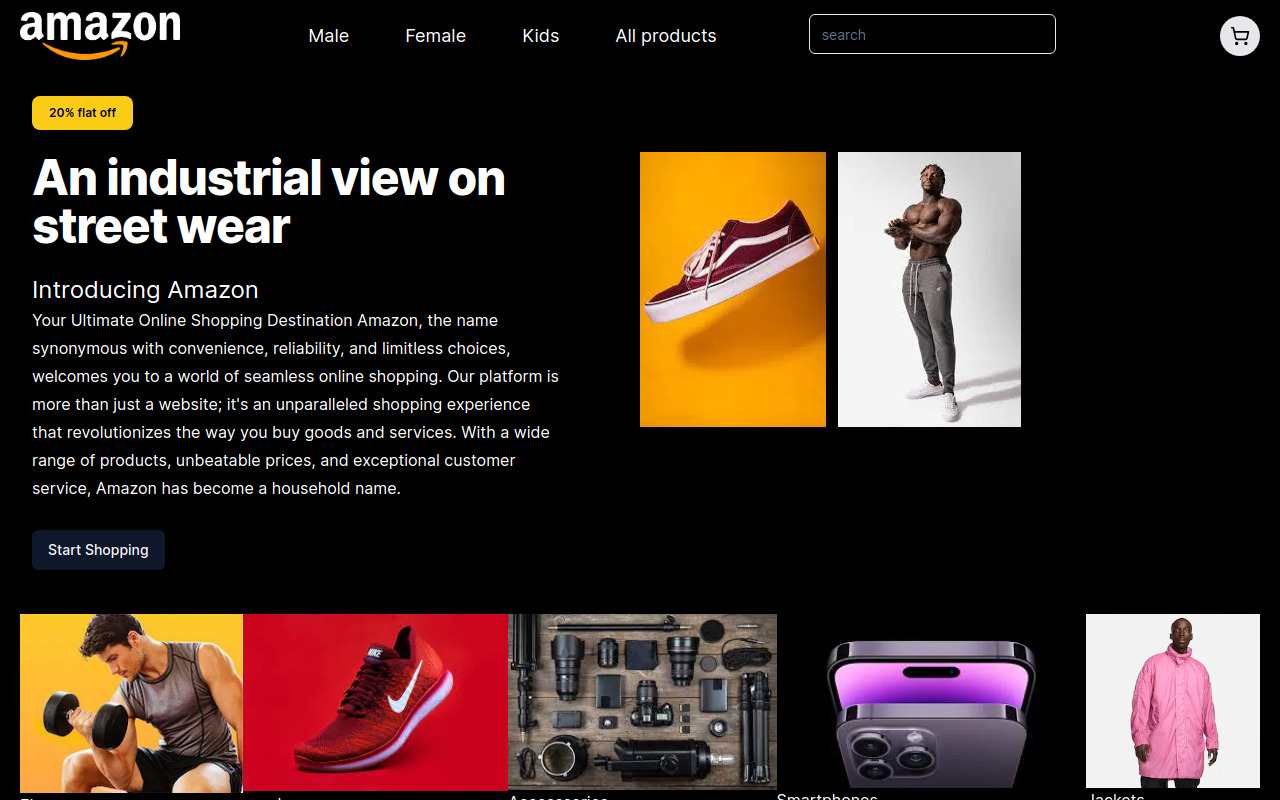 amazon
Male
Female
Kids
All products
search
20% flat off
An industrial view on
street wear
Introducing Amazon
Your Ultimate Online Shopping Destination Amazon, the name
synonymous with convenience, reliability, and limitless choices,
welcomes you to a world of seamless online shopping. Our platform is
more than just a website; it's an unparalleled shopping experience
that revolutionizes the way you buy goods and services. With a wide
range of products, unbeatable prices, and exceptional customer
service, Amazon has become a household name.
Start Shopping
NIKE
Smartphones